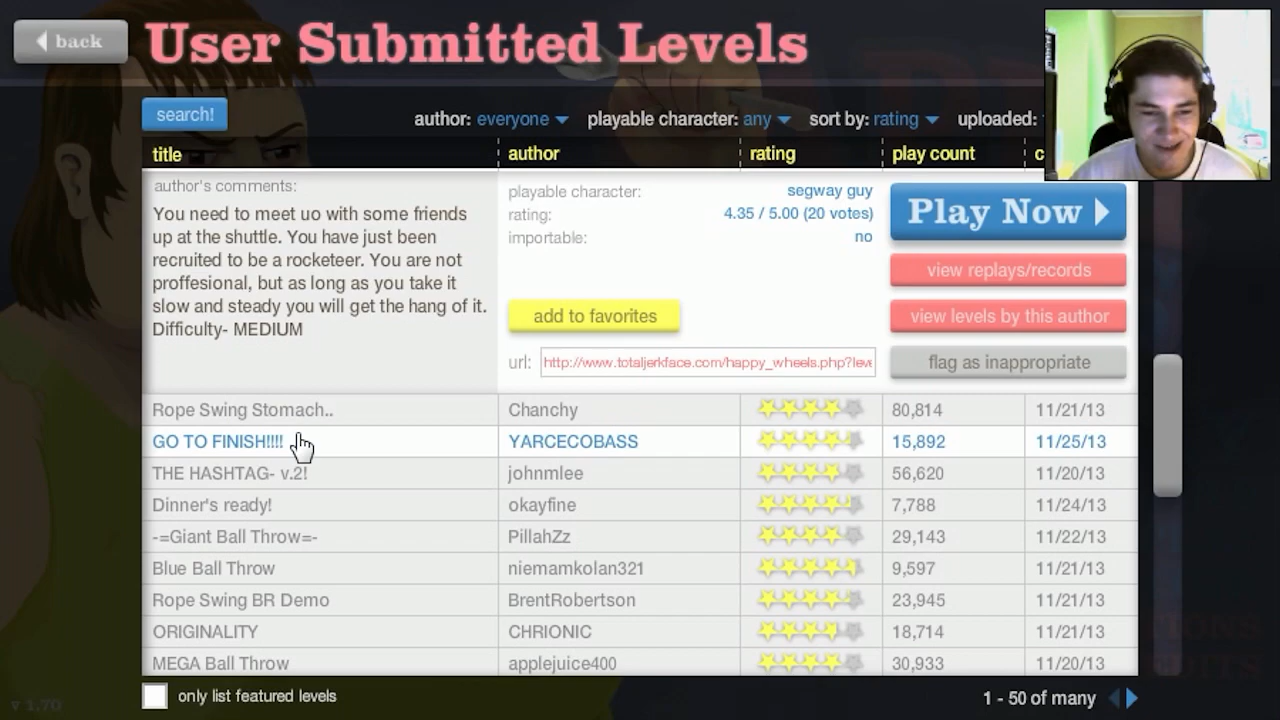 back
User Submitted Levels
search!
author: everyone
playable character: any
sort by: rating
uploaded:
title
author
rating
play count
c
author's comments:
You need to meet uo with some friends
up at the shuttle. You have just been
recruited to be a rocketeer. You are not
proffesional, but as long as you take it
slow and steady you will get the hang of it.
Difficulty- MEDIUM
playable character: segway guy
rating: 4.35 / 5.00 (20 votes)
importable: no
add to favorites
url: http://www.totaljerkface.com/happy_wheels.php?leve
Play Now
view replays/records
view levels by this author
flag as inappropriate
Rope Swing Stomach.. Chanchy 80,814 11/21/13
GO TO FINISH!!!! YARCECOBASS 15,892 11/25/13
THE HASHTAG- v.2! johnmlee 56,620 11/20/13
Dinner's ready! okayfine 7,788 11/24/13
-=Giant Ball Throw=- PillahZz 29,143 11/22/13
Blue Ball Throw niemamkolan321 9,597 11/21/13
Rope Swing BR Demo BrentRobertson 23,945 11/21/13
ORIGINALITY CHRIONIC 18,714 11/21/13
MEGA Ball Throw applejuice400 30,933 11/20/13
only list featured levels
1 - 50 of many
v 1.70